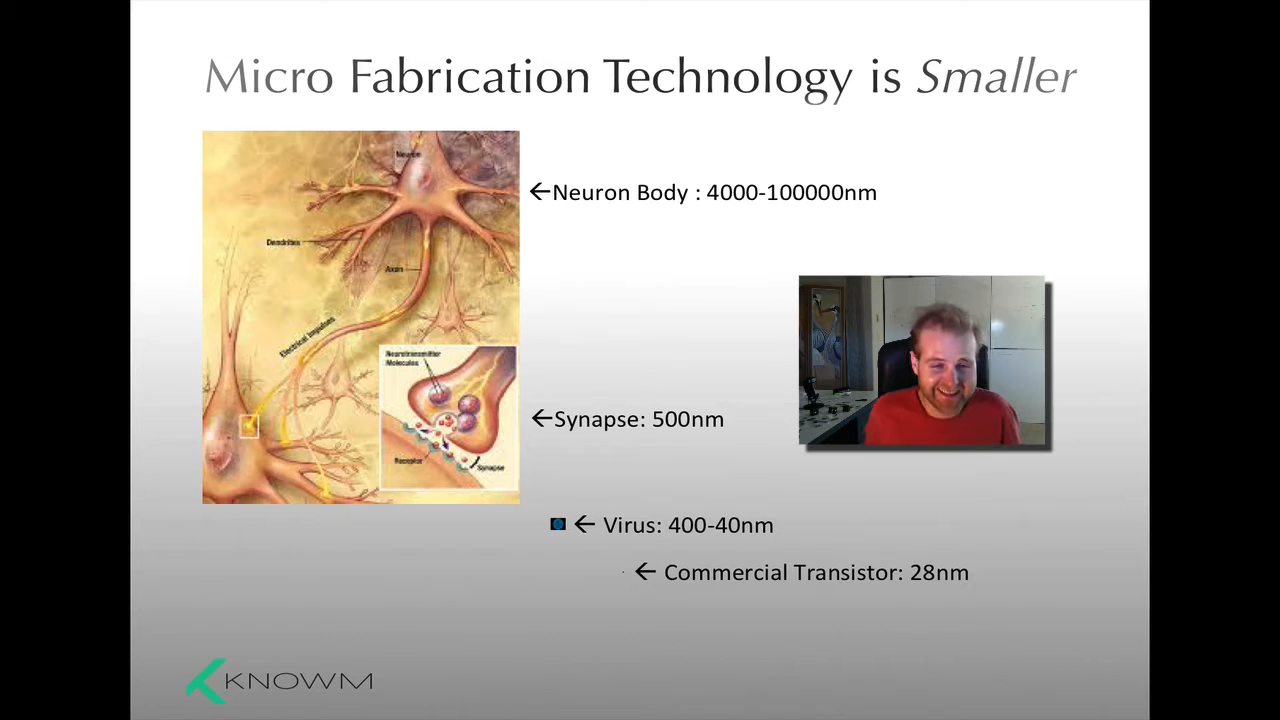 Micro Fabrication Technology is Smaller
Neuron
←Neuron Body : 4000-100000nm
Dendrites
Axon
Electrical Impulses
Neurotransmitter
Molecules
←Synapse: 500nm
Receptor
Synapse
← Virus: 400-40nm
← Commercial Transistor: 28nm
KNOWM